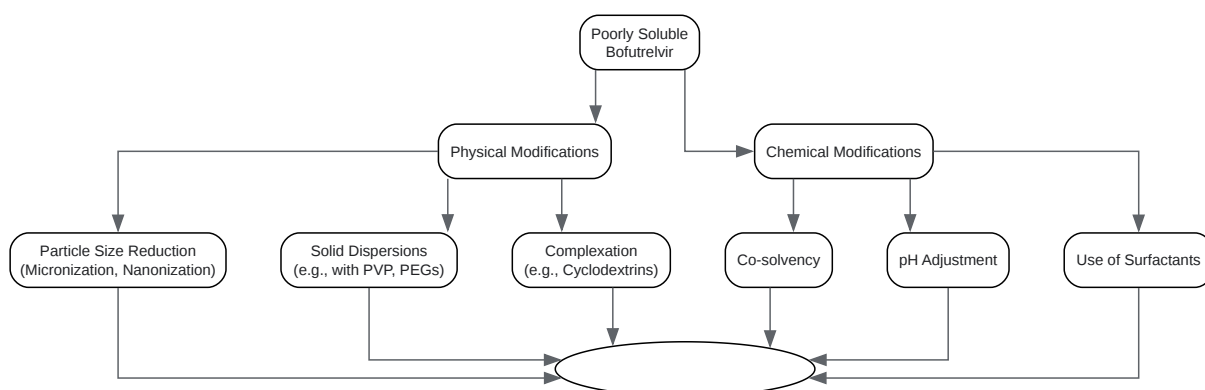 Poorly Soluble
Bofutrelvir
Physical Modifications
Chemical Modifications
Particle Size Reduction
(Micronization, Nanonization)
Solid Dispersions
(e.g., with PVP, PEGs)
Complexation
(e.g., Cyclodextrins)
Co-solvency
pH Adjustment
Use of Surfactants